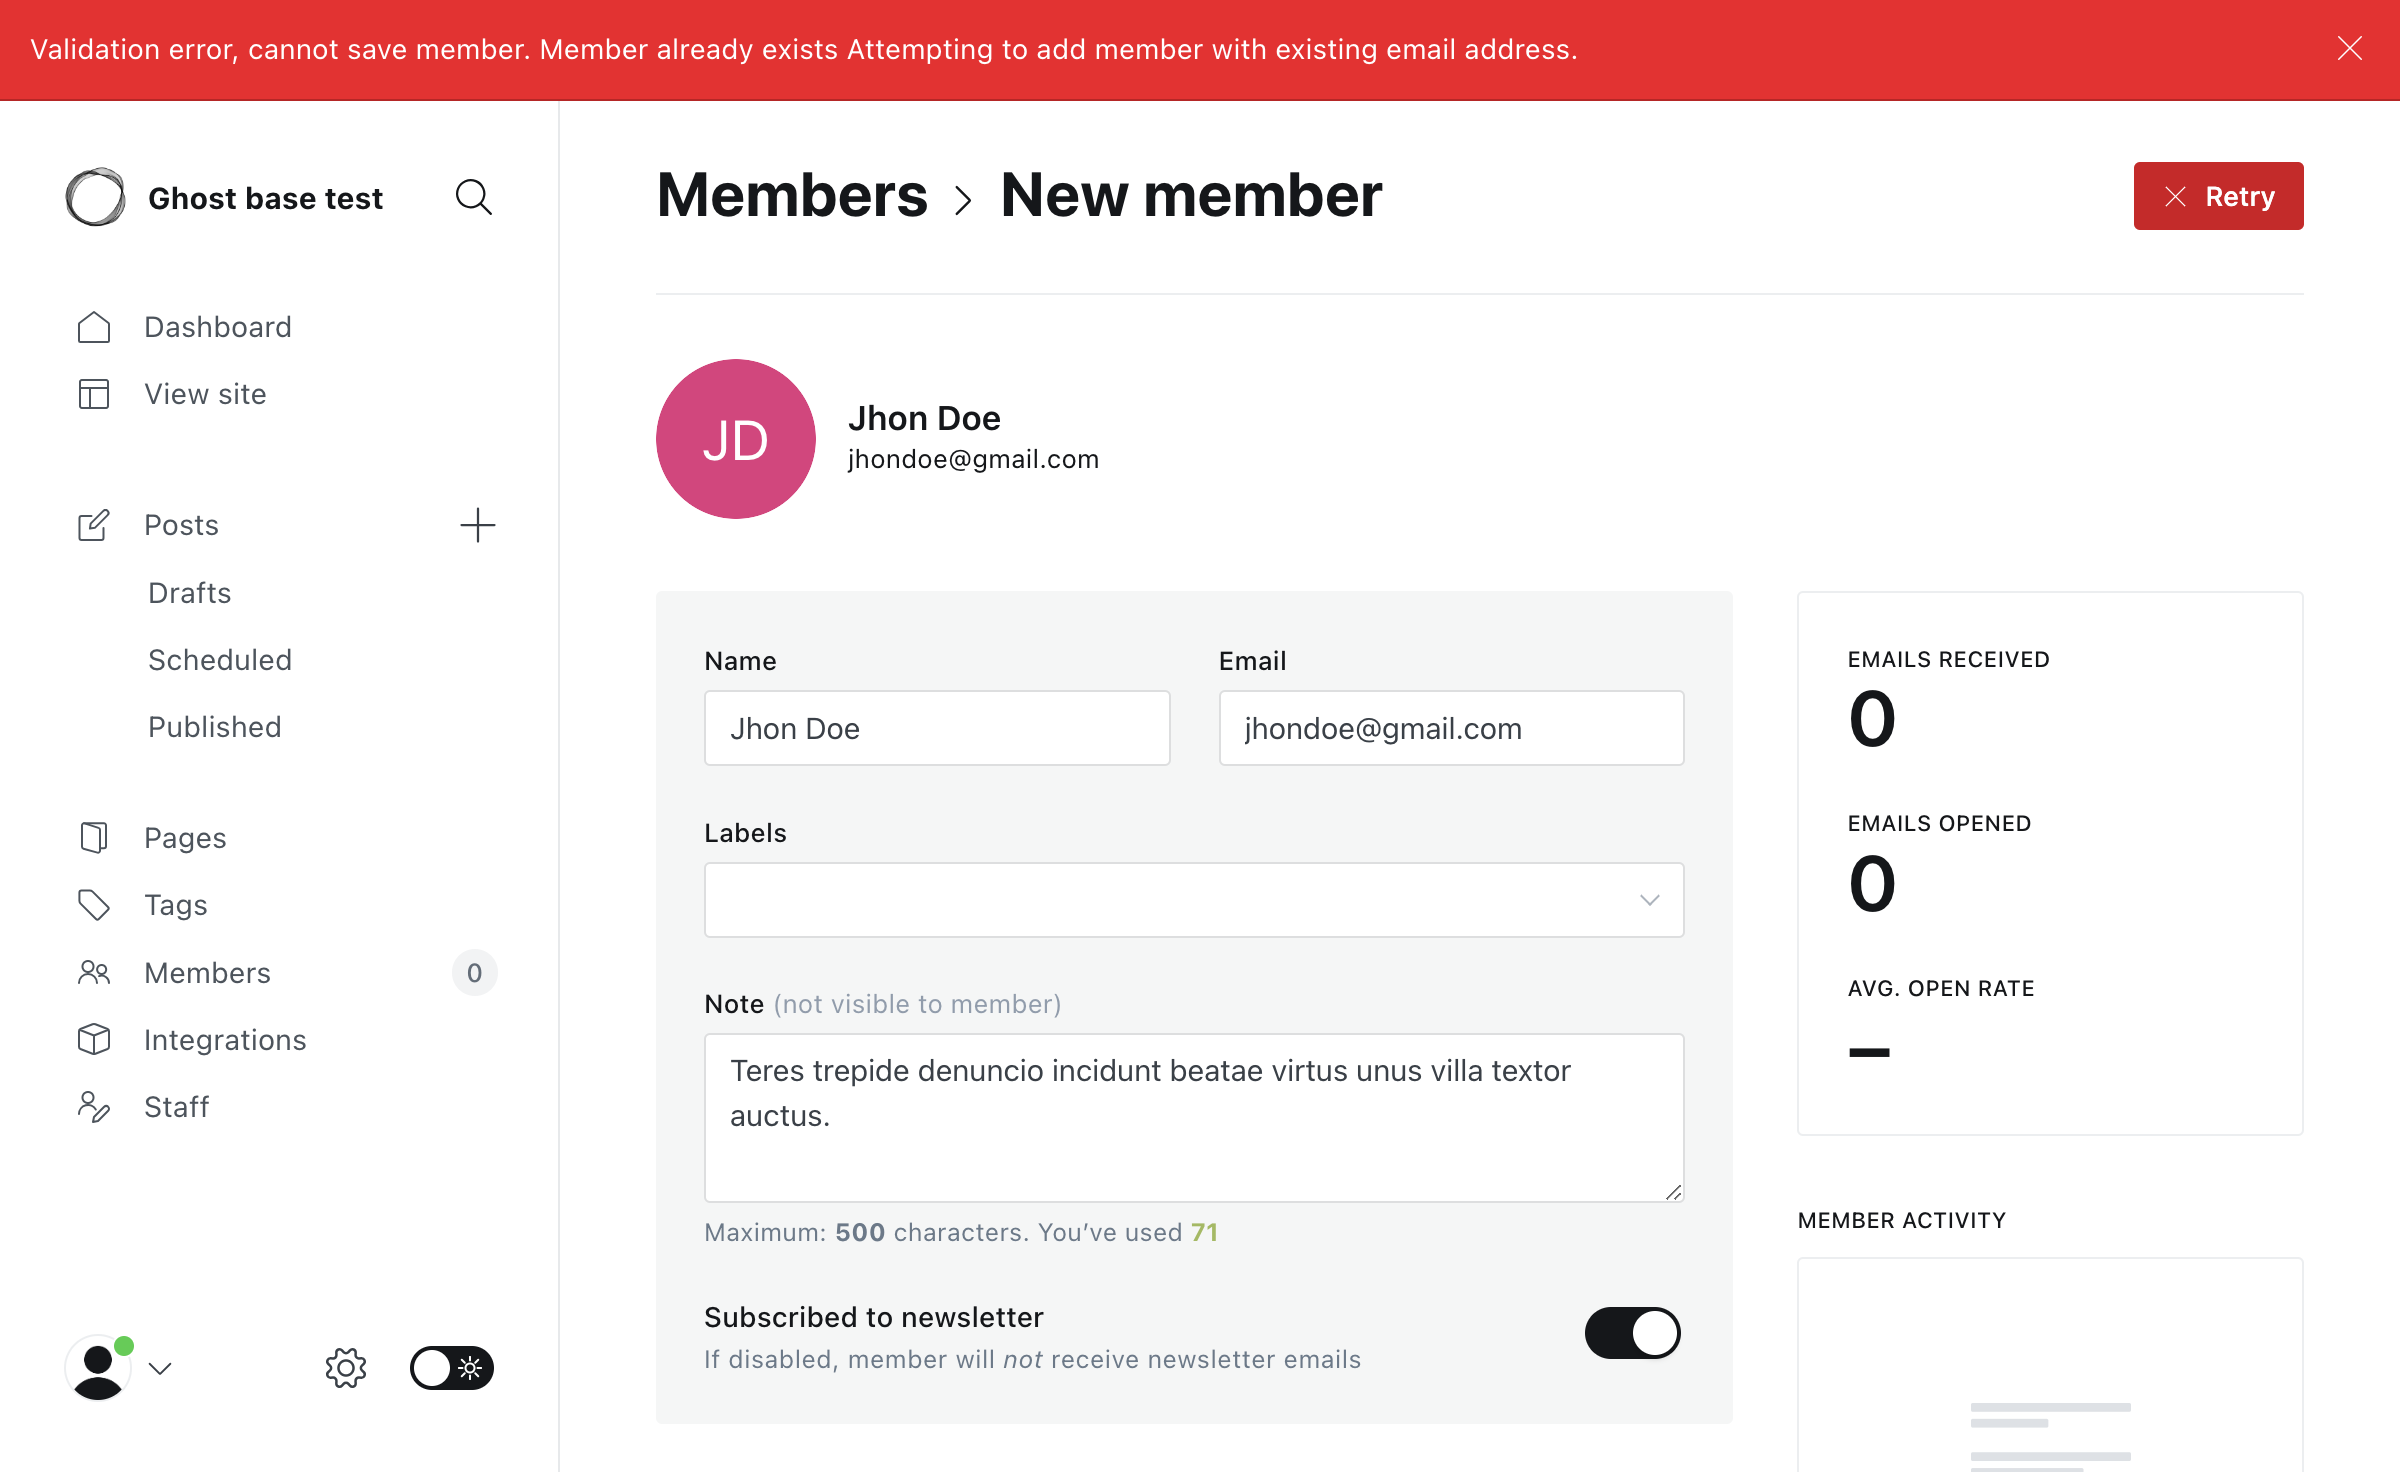 Validation error, cannot save member. Member already exists Attempting to add member with existing email address.
Ghost base test
Dashboard
View site
Posts
Drafts
Scheduled
Published
Pages
Tags
Members 0
Integrations
Staff
Members > New member
Retry
JD
Jhon Doe
jhondoe@gmail.com
Name
Jhon Doe
Email
jhondoe@gmail.com
Labels
Note (not visible to member)
Teres trepide denuncio incidunt beatae virtus unus villa textor
auctus.
Maximum: 500 characters. You’ve used 71
Subscribed to newsletter
If disabled, member will not receive newsletter emails
EMAILS RECEIVED
0
EMAILS OPENED
0
AVG. OPEN RATE
–
MEMBER ACTIVITY